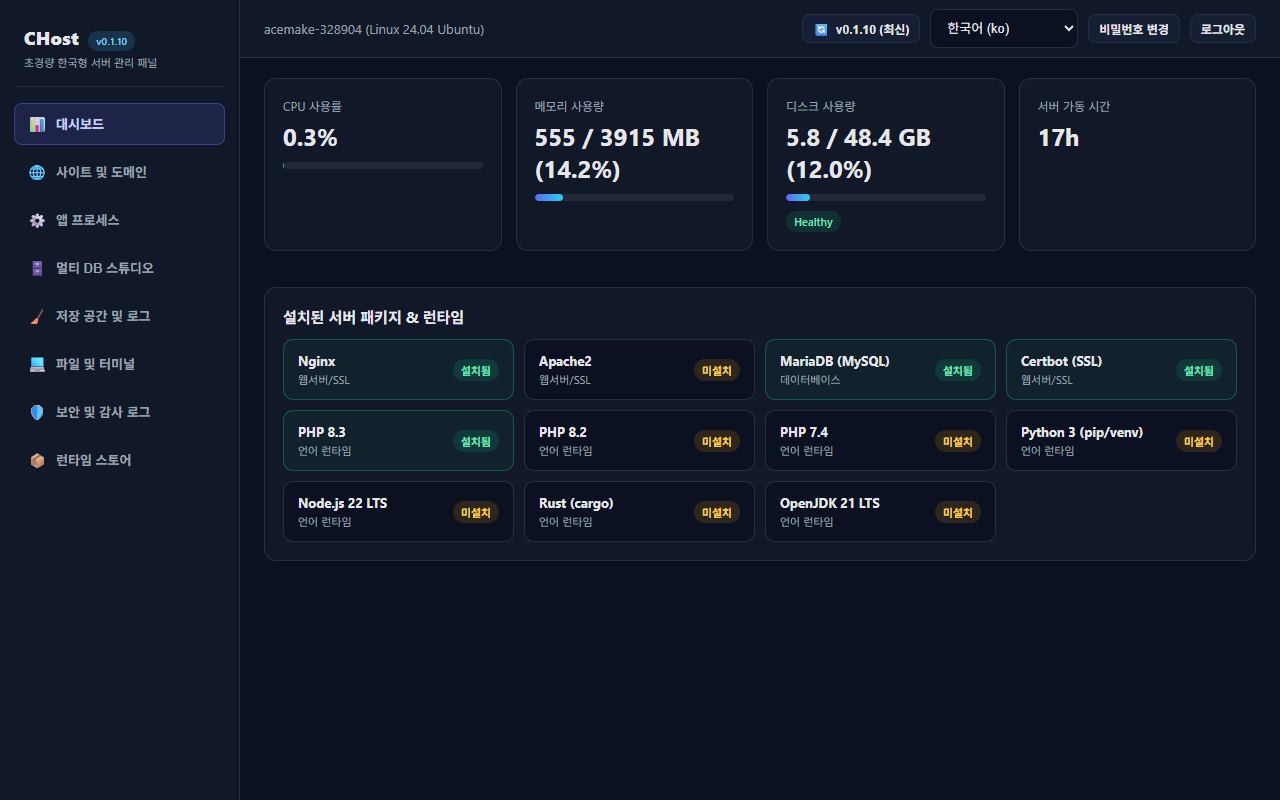 CHost v0.1.10
초경량 한국형 서버 관리 패널
대시보드
사이트 및 도메인
앱 프로세스
멀티 DB 스튜디오
저장 공간 및 로그
파일 및 터미널
보안 및 감사 로그
런타임 스토어
acemake-328904 (Linux 24.04 Ubuntu)
v0.1.10 (최신)
한국어 (ko)
비밀번호 변경
로그아웃
CPU 사용률
0.3%
메모리 사용량
555 / 3915 MB
(14.2%)
디스크 사용량
5.8 / 48.4 GB
(12.0%)
Healthy
서버 가동 시간
17h
설치된 서버 패키지 & 런타임
Nginx
웹서버/SSL
설치됨
Apache2
웹서버/SSL
미설치
MariaDB (MySQL)
데이터베이스
설치됨
Certbot (SSL)
웹서버/SSL
설치됨
PHP 8.3
언어 런타임
설치됨
PHP 8.2
언어 런타임
미설치
PHP 7.4
언어 런타임
미설치
Python 3 (pip/venv)
언어 런타임
미설치
Node.js 22 LTS
언어 런타임
미설치
Rust (cargo)
언어 런타임
미설치
OpenJDK 21 LTS
언어 런타임
미설치